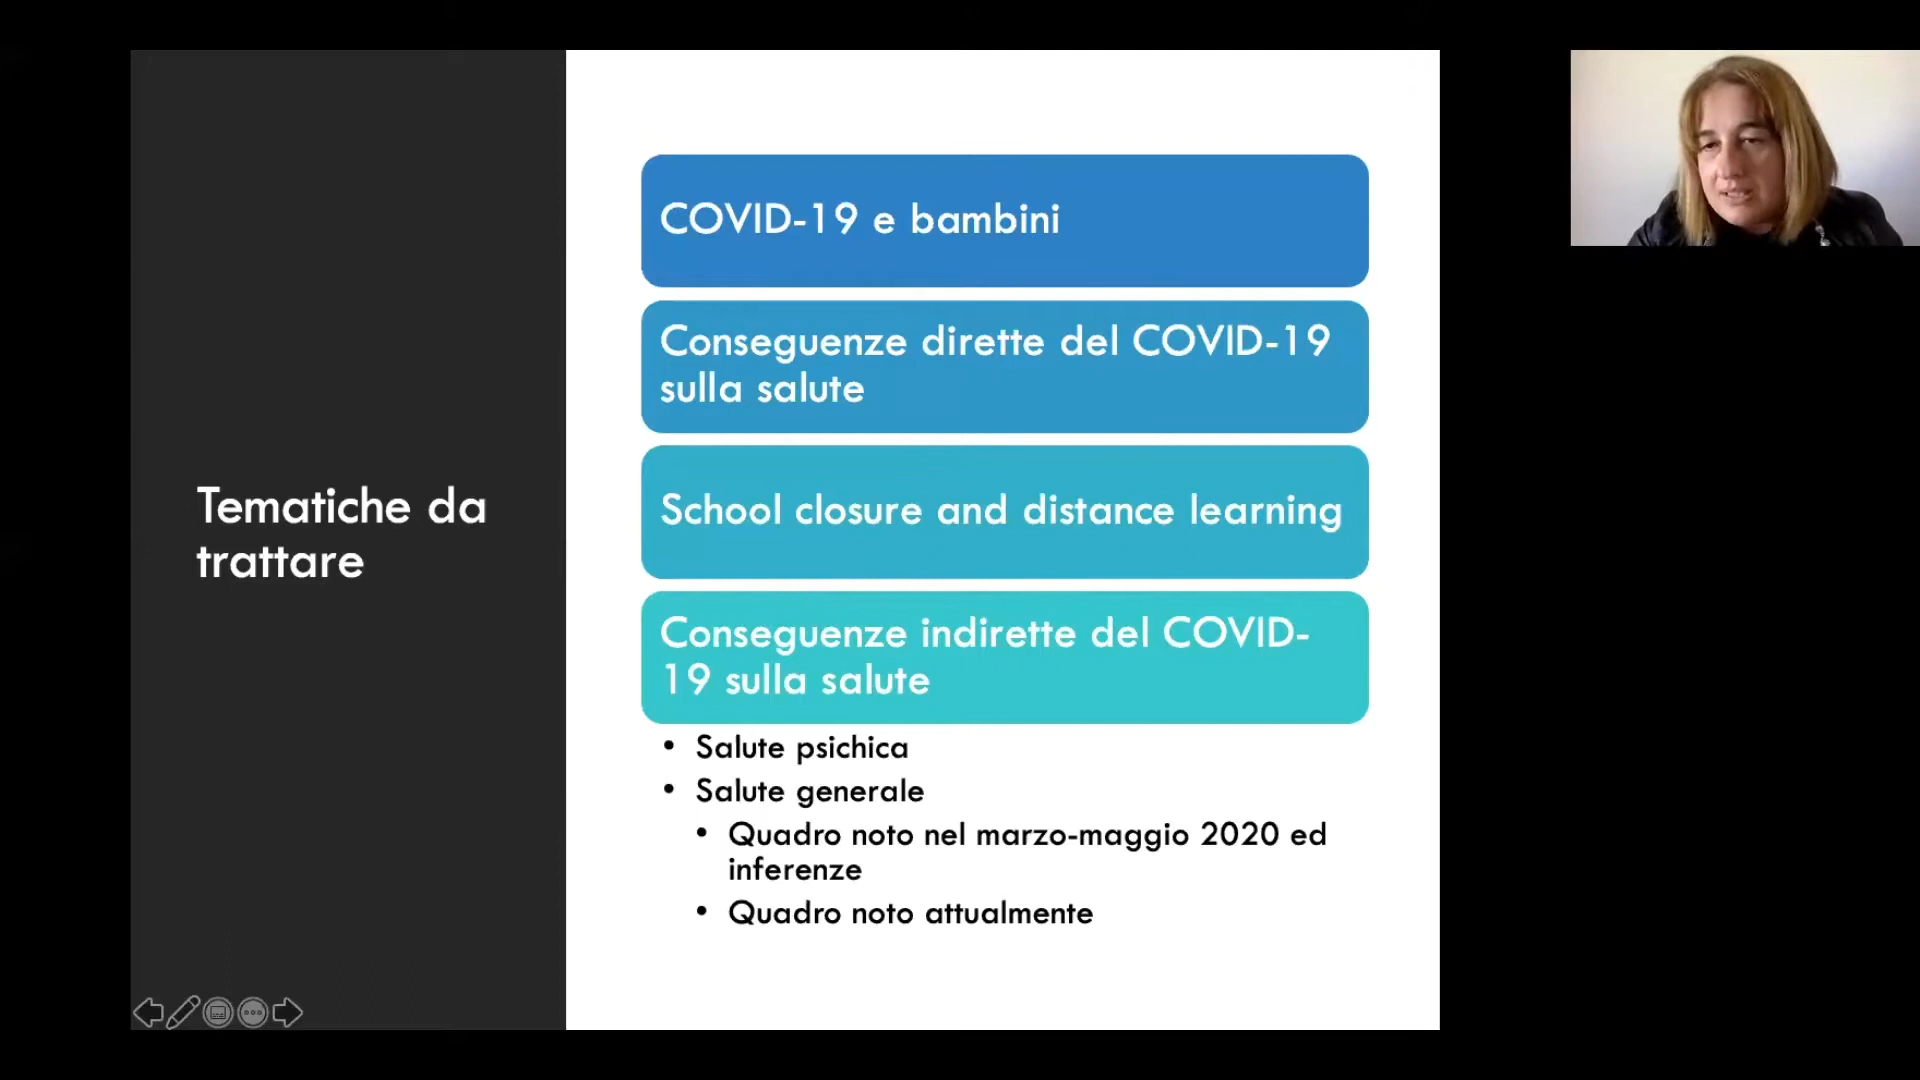 Tematiche da
trattare
COVID-19 e bambini
Conseguenze dirette del COVID-19
sulla salute
School closure and distance learning
Conseguenze indirette del COVID-
19 sulla salute
• Salute psichica
• Salute generale
• Quadro noto nel marzo-maggio 2020 ed
inferenze
• Quadro noto attualmente